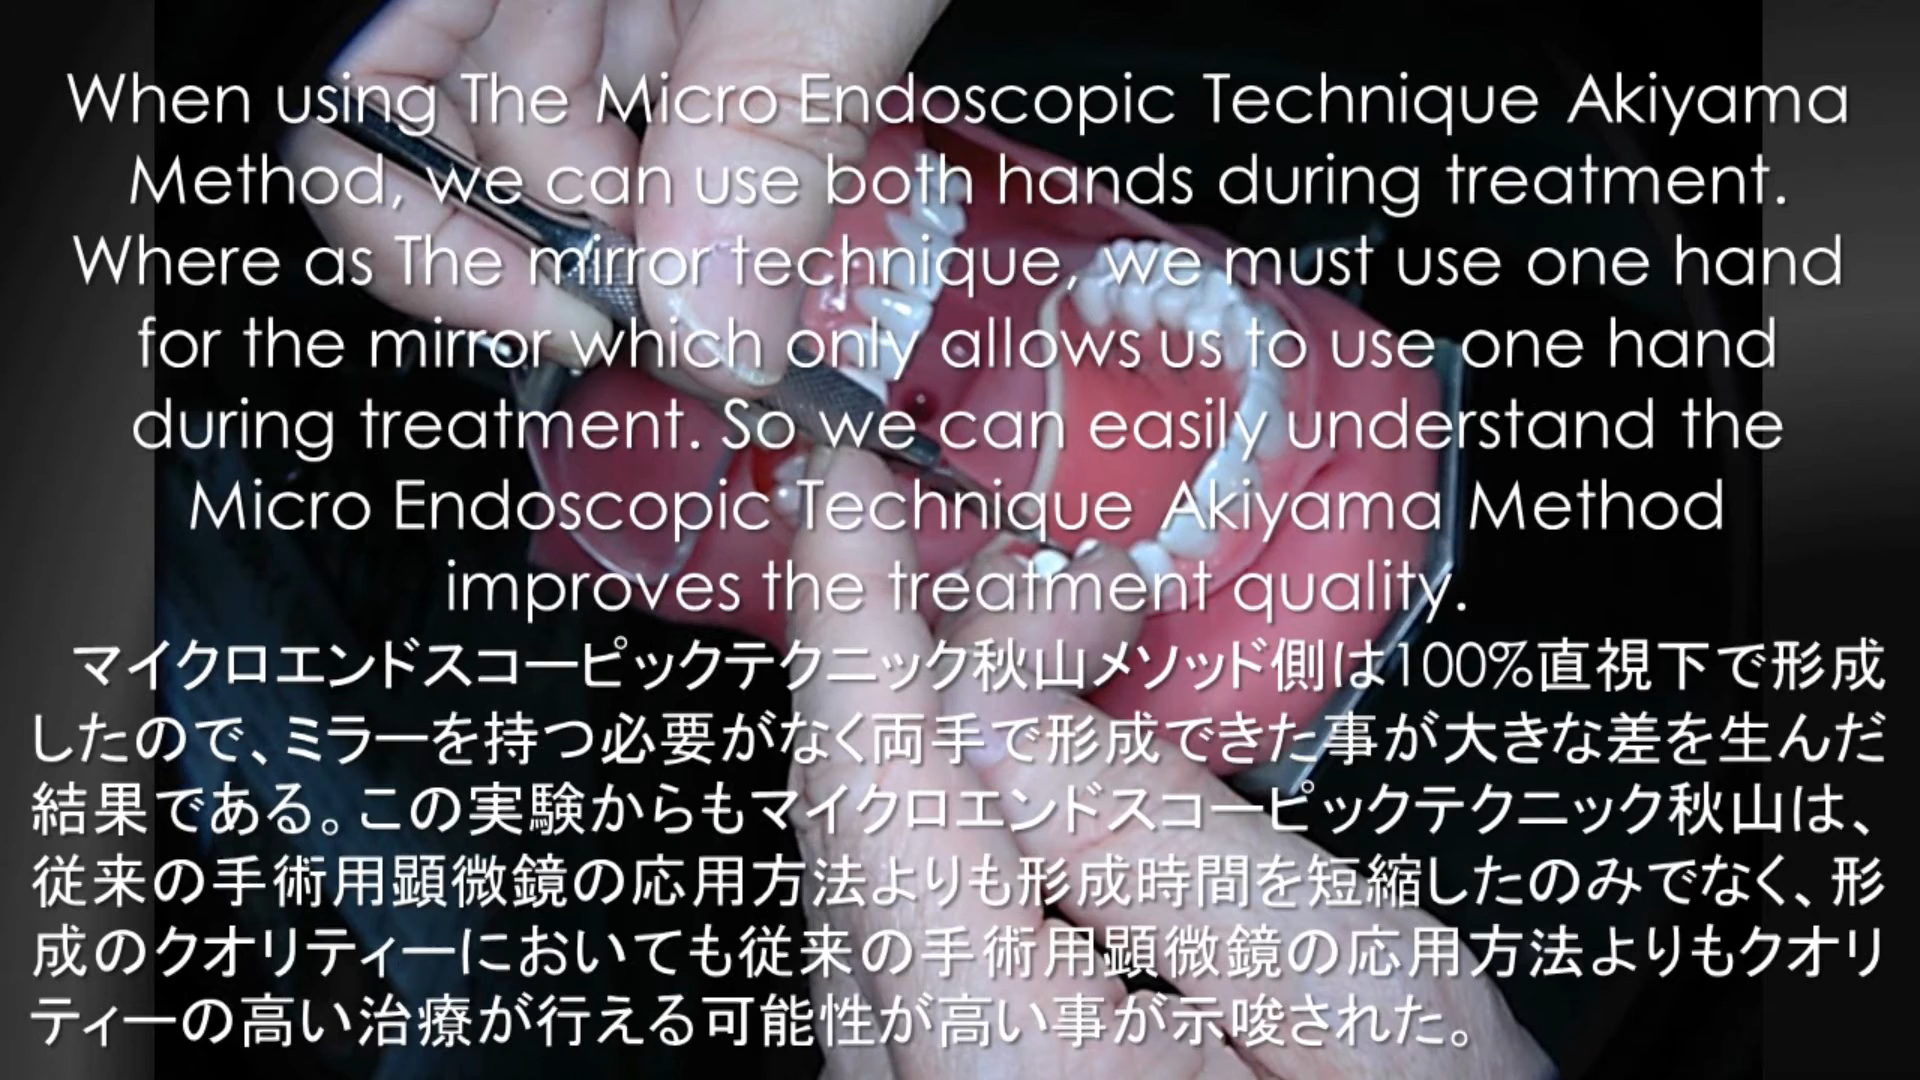 When using The Micro Endoscopic Technique Akiyama
Method, we can use both hands during treatment.
Where as The mirror technique, we must use one hand
for the mirror which only allows us to use one hand
during treatment. So we can easily understand the
Micro Endoscopic Technique Akiyama Method
improves the treatment quality.
マイクロエンドスコーピックテクニック秋山メソッド側は100%直視下で形成
したので、ミラーを持つ必要がなく両手で形成できた事が大きな差を生んだ
結果である。この実験からもマイクロエンドスコーピックテクニック秋山は、
従来の手術用顕微鏡の応用方法よりも形成時間を短縮したのみでなく、形
成のクオリティーにおいても従来の手術用顕微鏡の応用方法よりもクオリ
ティーの高い治療が行える可能性が高い事が示唆された。